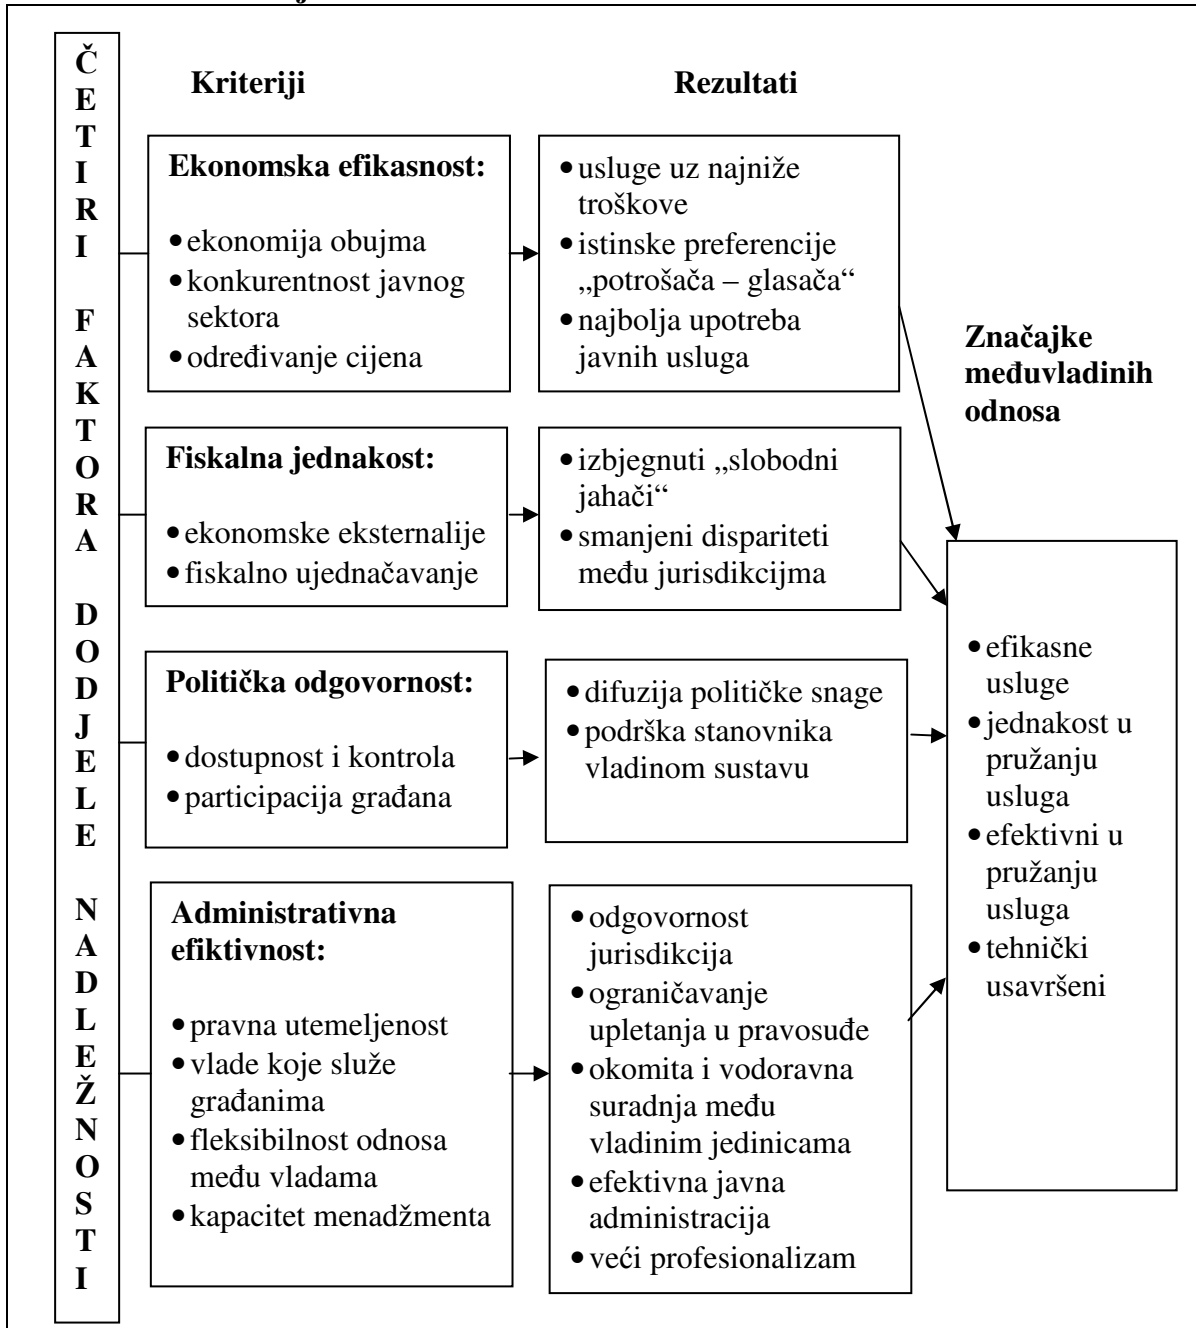 ČETIRI FAKTORA DODJELE NADLEŽNOSTI
Kriteriji
Rezultati
Ekonomska efikasnost:
• ekonomija obujma
• konkurentnost javnog
sektora
• određivanje cijena
• usluge uz najniže
troškove
• istinske preferencije
„potrošača – glasača“
• najbolja upotreba
javnih usluga
Fiskalna jednakost:
• ekonomske eksternalije
• fiskalno ujednačavanje
• izbjegnuti „slobodni
jahači“
• smanjeni dispariteti
među jurisdikcijma
Politička odgovornost:
• dostupnost i kontrola
• participacija građana
• difuzija političke snage
• podrška stanovnika
vladinom sustavu
Administrativna
efiktivnost:
• pravna utemeljenost
• vlade koje služe
građanima
• fleksibilnost odnosa
među vladama
• kapacitet menadžmenta
• odgovornost
jurisdikcija
• ograničavanje
upletanja u pravosuđe
• okomita i vodoravna
suradnja među
vladinim jedinicama
• efektivna javna
administracija
• veći profesionalizam
Značajke
međuvladinih
odnosa
• efikasne
usluge
• jednakost u
pružanju
usluga
• efektivni u
pružanju
usluga
• tehnički
usavršeni